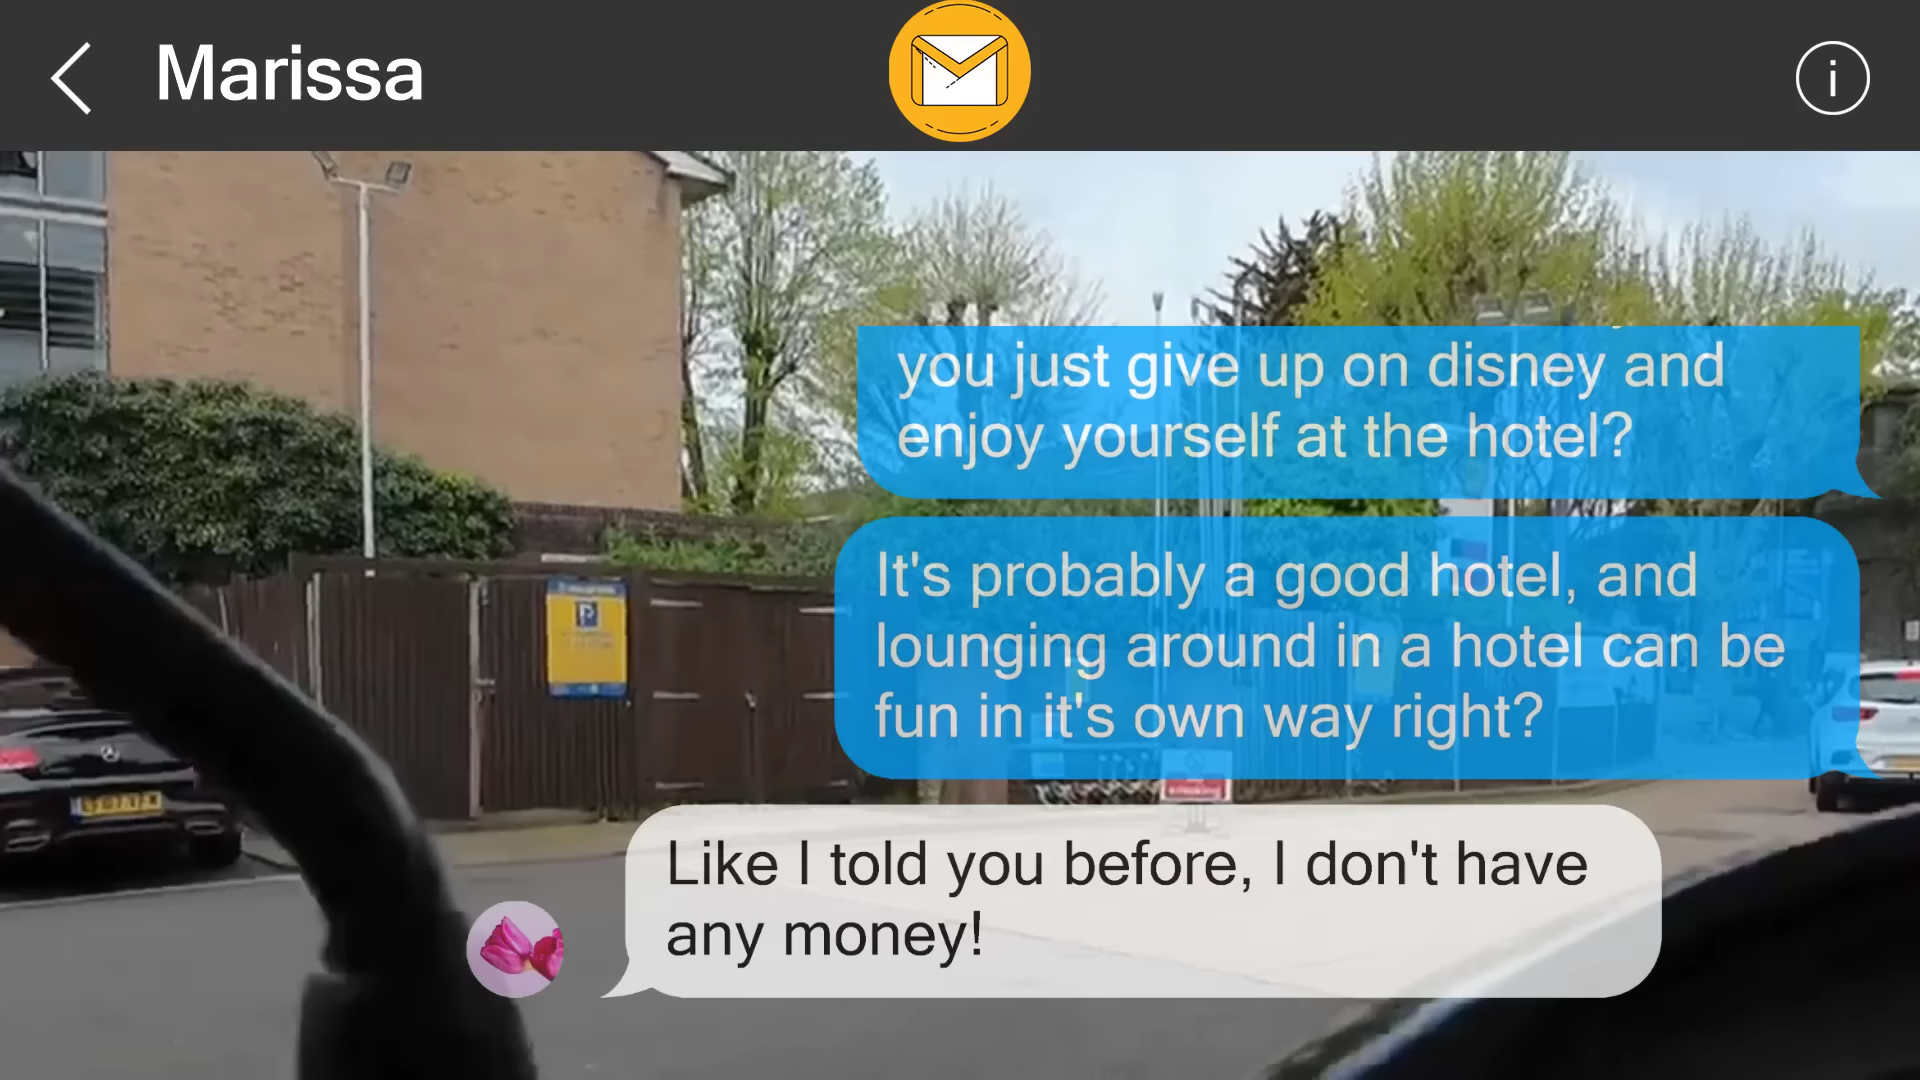 Marissa
i
you just give up on disney and
enjoy yourself at the hotel?
It's probably a good hotel, and
lounging around in a hotel can be
fun in it's own way right?
Like I told you before, I don't have
any money!
P